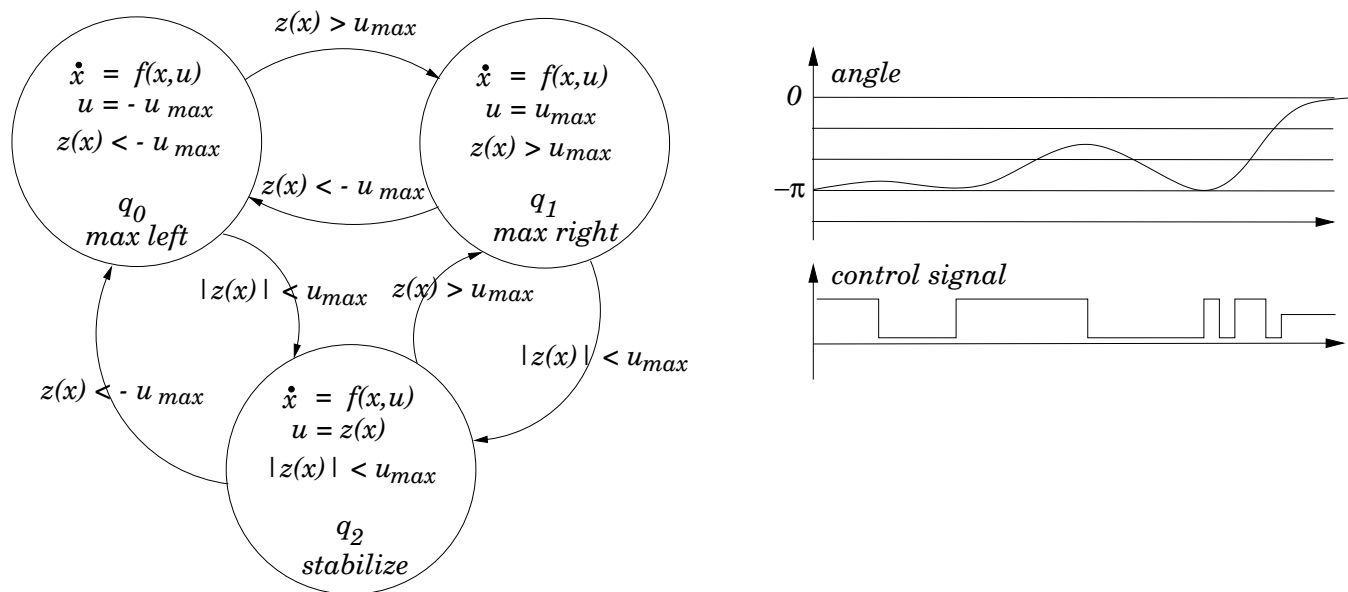 z(x) > u_max
ẋ = f(x,u)
u = - u_max
z(x) < - u_max
q_0
max left
ẋ = f(x,u)
u = u_max
z(x) > u_max
q_1
max right
z(x) < - u_max
|z(x)| < u_max
z(x) > u_max
|z(x)| < u_max
z(x) < - u_max
ẋ = f(x,u)
u = z(x)
|z(x)| < u_max
q_2
stabilize
angle
0
−π
control signal